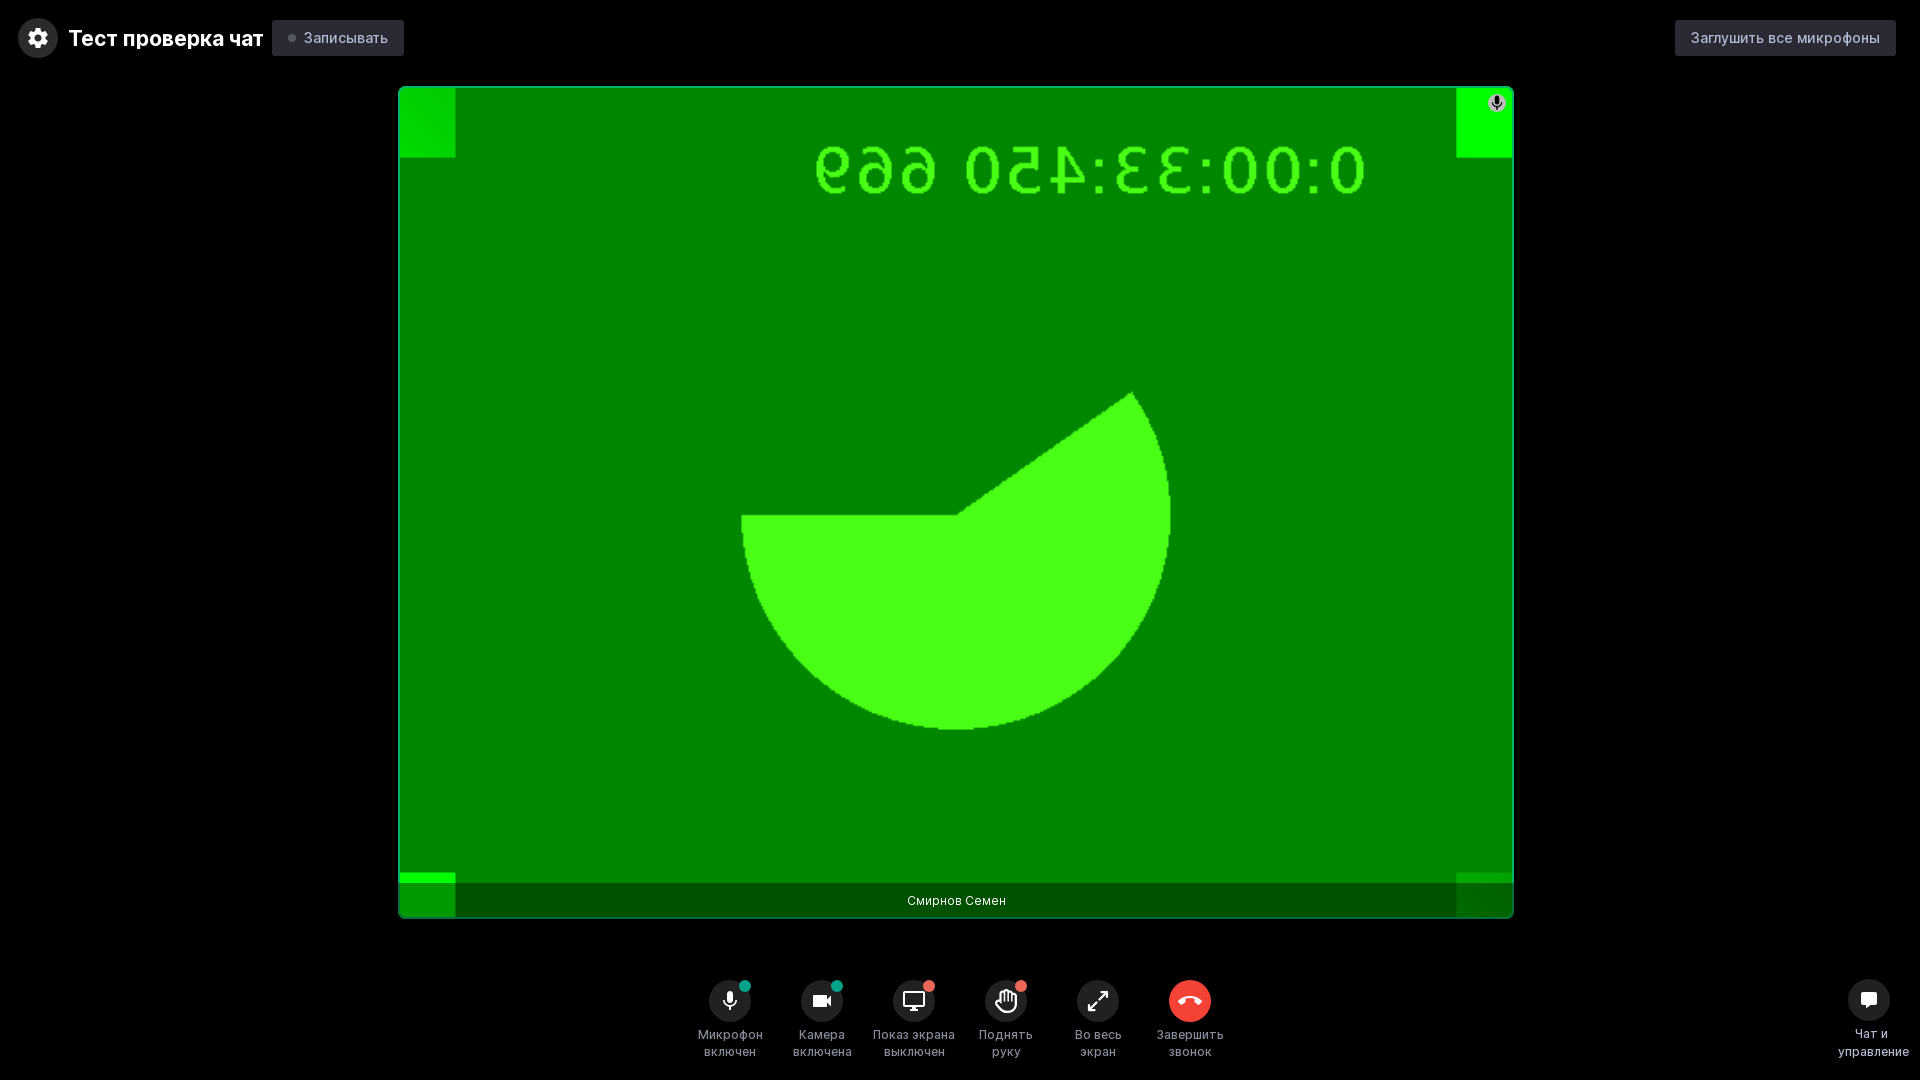 Тест проверка чат
Записывать
Заглушить все микрофоны
0:00:33:450 669
Смирнов Семен
Микрофон
включен
Камера
включена
Показ экрана
выключен
Поднять
руку
Во весь
экран
Завершить
звонок
Чат и
управление